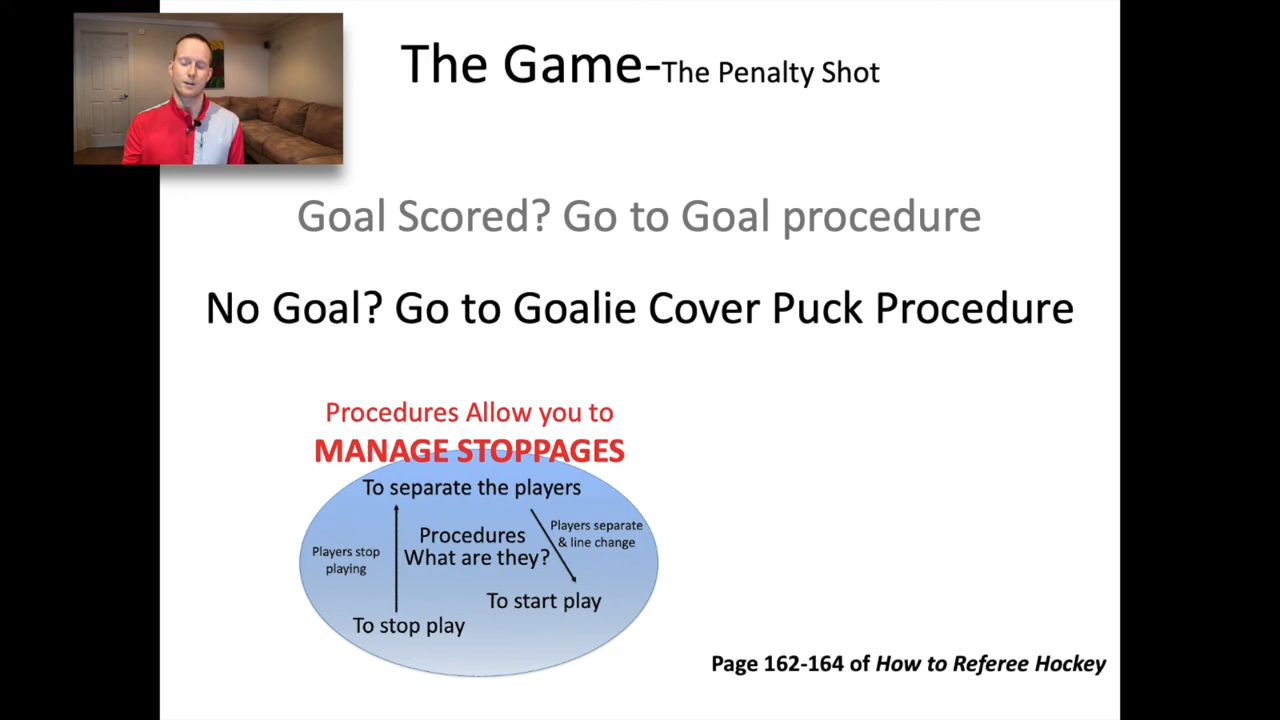 The Game-The Penalty Shot
Goal Scored? Go to Goal procedure
No Goal? Go to Goalie Cover Puck Procedure
Procedures Allow you to
MANAGE STOPPAGES
To separate the players
Players stop
playing
Procedures
What are they?
Players separate
& line change
To start play
To stop play
Page 162-164 of How to Referee Hockey